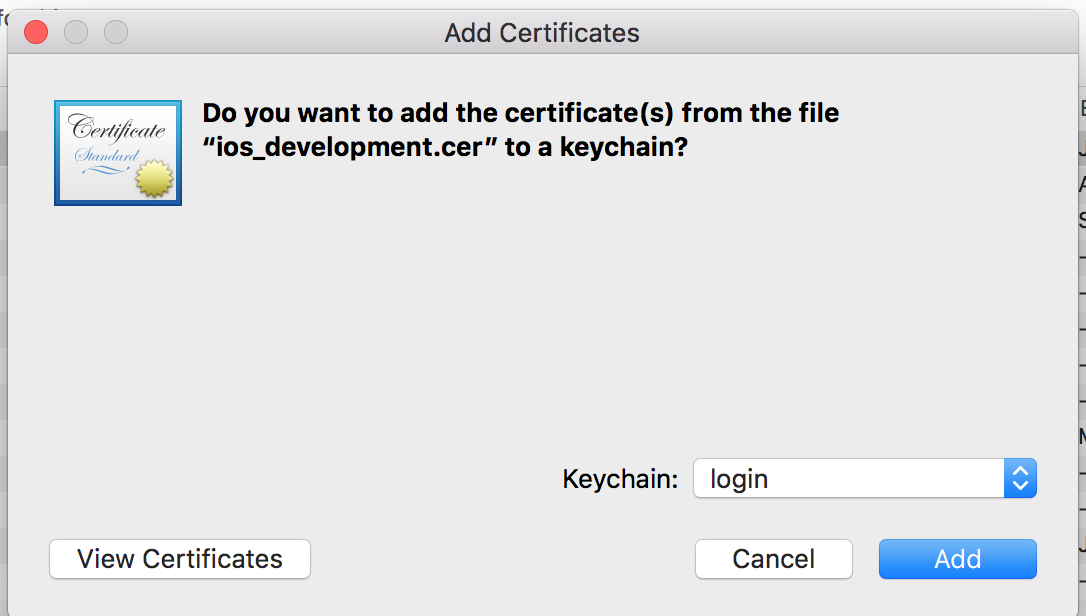 Add Certificates
Certificate
Standard
Do you want to add the certificate(s) from the file
“ios_development.cer” to a keychain?
Keychain:
login
View Certificates
Cancel
Add